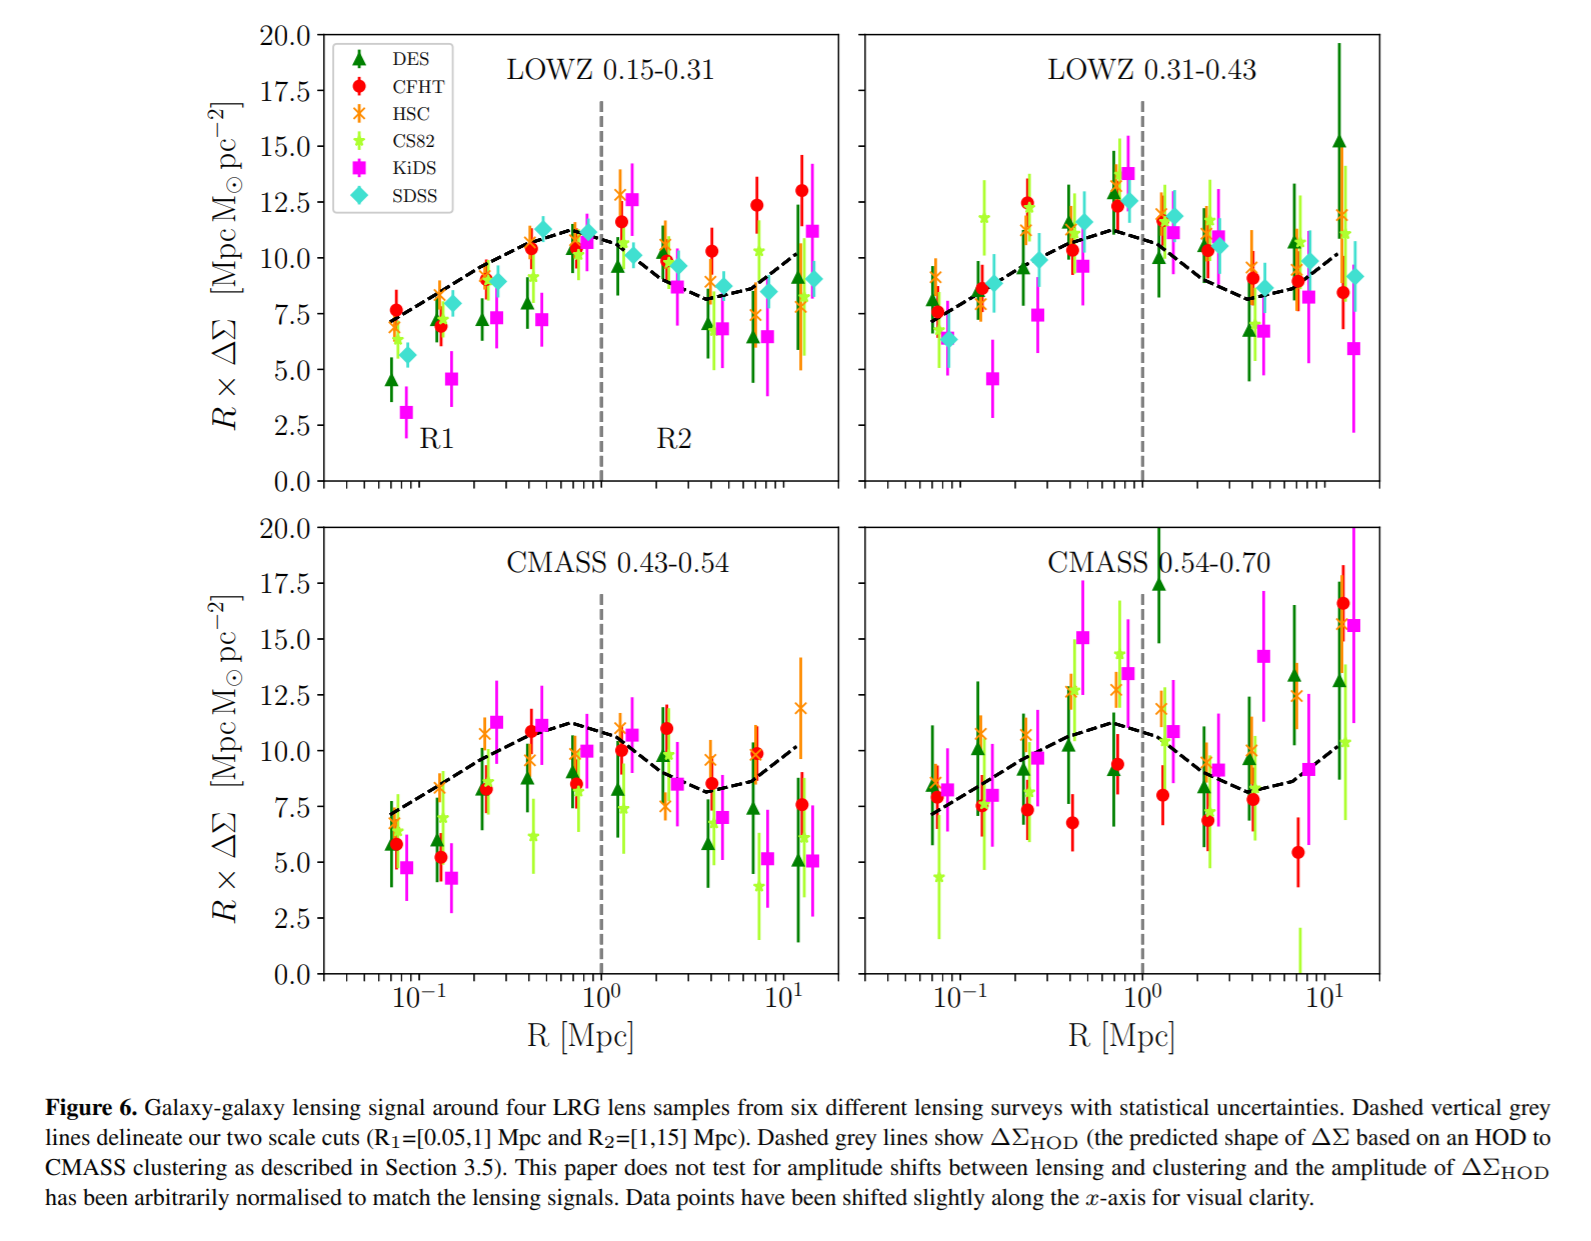 20.0
17.5
15.0
12.5
10.0
7.5
5.0
2.5
0.0
R × ΔΣ [Mpc M⊙pc⁻²]
DES
CFHT
HSC
CS82
KiDS
SDSS
LOWZ 0.15-0.31
R1
R2
LOWZ 0.31-0.43
20.0
17.5
15.0
12.5
10.0
7.5
5.0
2.5
0.0
R × ΔΣ [Mpc M⊙pc⁻²]
CMASS 0.43-0.54
CMASS 0.54-0.70
10⁻¹ 10⁰ 10¹
10⁻¹ 10⁰ 10¹
R [Mpc]
R [Mpc]
Figure 6. Galaxy-galaxy lensing signal around four LRG lens samples from six different lensing surveys with statistical uncertainties. Dashed vertical grey
lines delineate our two scale cuts (R₁=[0.05,1] Mpc and R₂=[1,15] Mpc). Dashed grey lines show ΔΣ_HOD (the predicted shape of ΔΣ based on an HOD to
CMASS clustering as described in Section 3.5). This paper does not test for amplitude shifts between lensing and clustering and the amplitude of ΔΣ_HOD
has been arbitrarily normalised to match the lensing signals. Data points have been shifted slightly along the x-axis for visual clarity.